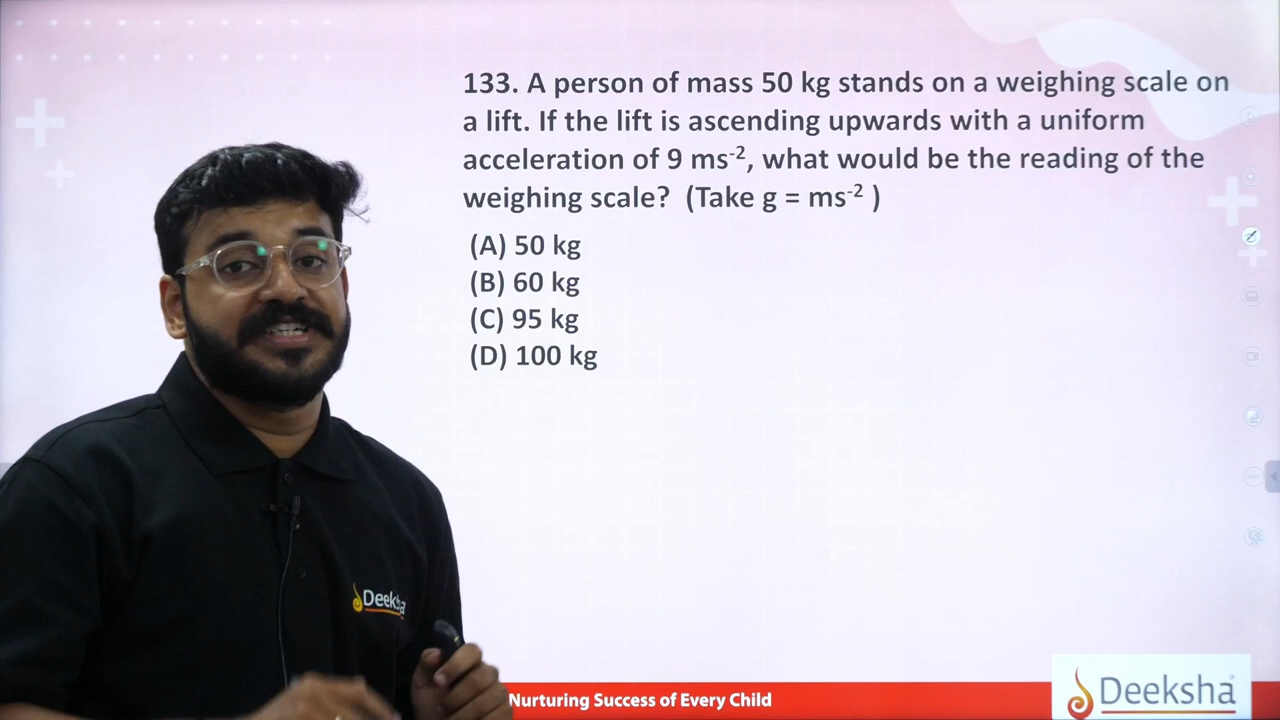 133. A person of mass 50 kg stands on a weighing scale on
a lift. If the lift is ascending upwards with a uniform
acceleration of 9 ms⁻², what would be the reading of the
weighing scale? (Take g = ms⁻² )
(A) 50 kg
(B) 60 kg
(C) 95 kg
(D) 100 kg
Deeksha
Nurturing Success of Every Child
Deeksha